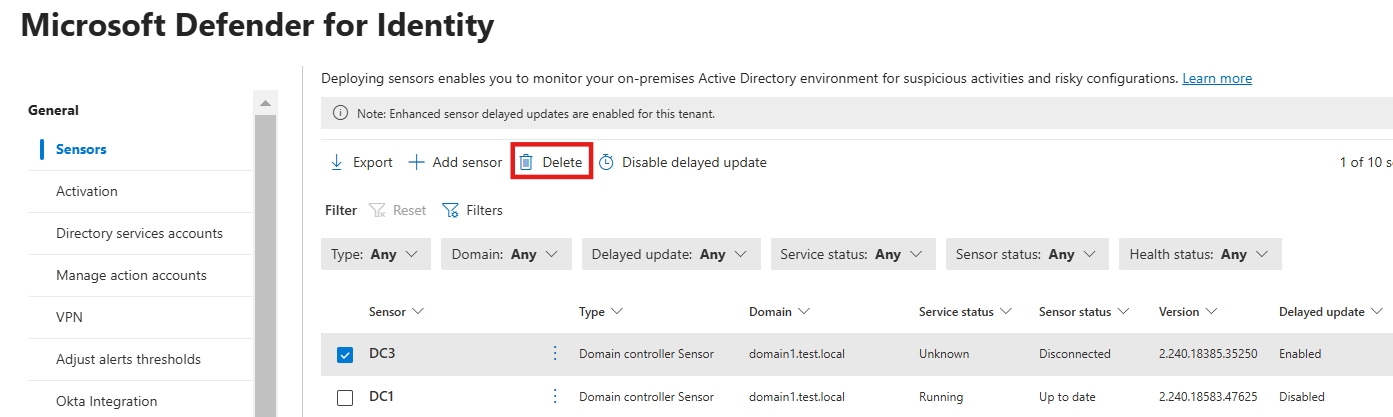 Microsoft Defender for Identity
General
Sensors
Activation
Directory services accounts
Manage action accounts
VPN
Adjust alerts thresholds
Okta Integration
Deploying sensors enables you to monitor your on-premises Active Directory environment for suspicious activities and risky configurations. Learn more
Note: Enhanced sensor delayed updates are enabled for this tenant.
Export Add sensor Delete Disable delayed update 1 of 10 s
Filter Reset Filters
Type: Any Domain: Any Delayed update: Any Service status: Any Sensor status: Any Health status: Any
Sensor Type Domain Service status Sensor status Version Delayed update
DC3 Domain controller Sensor domain1.test.local Unknown Disconnected 2.240.18385.35250 Enabled
DC1 Domain controller Sensor domain1.test.local Running Up to date 2.240.18583.47625 Disabled